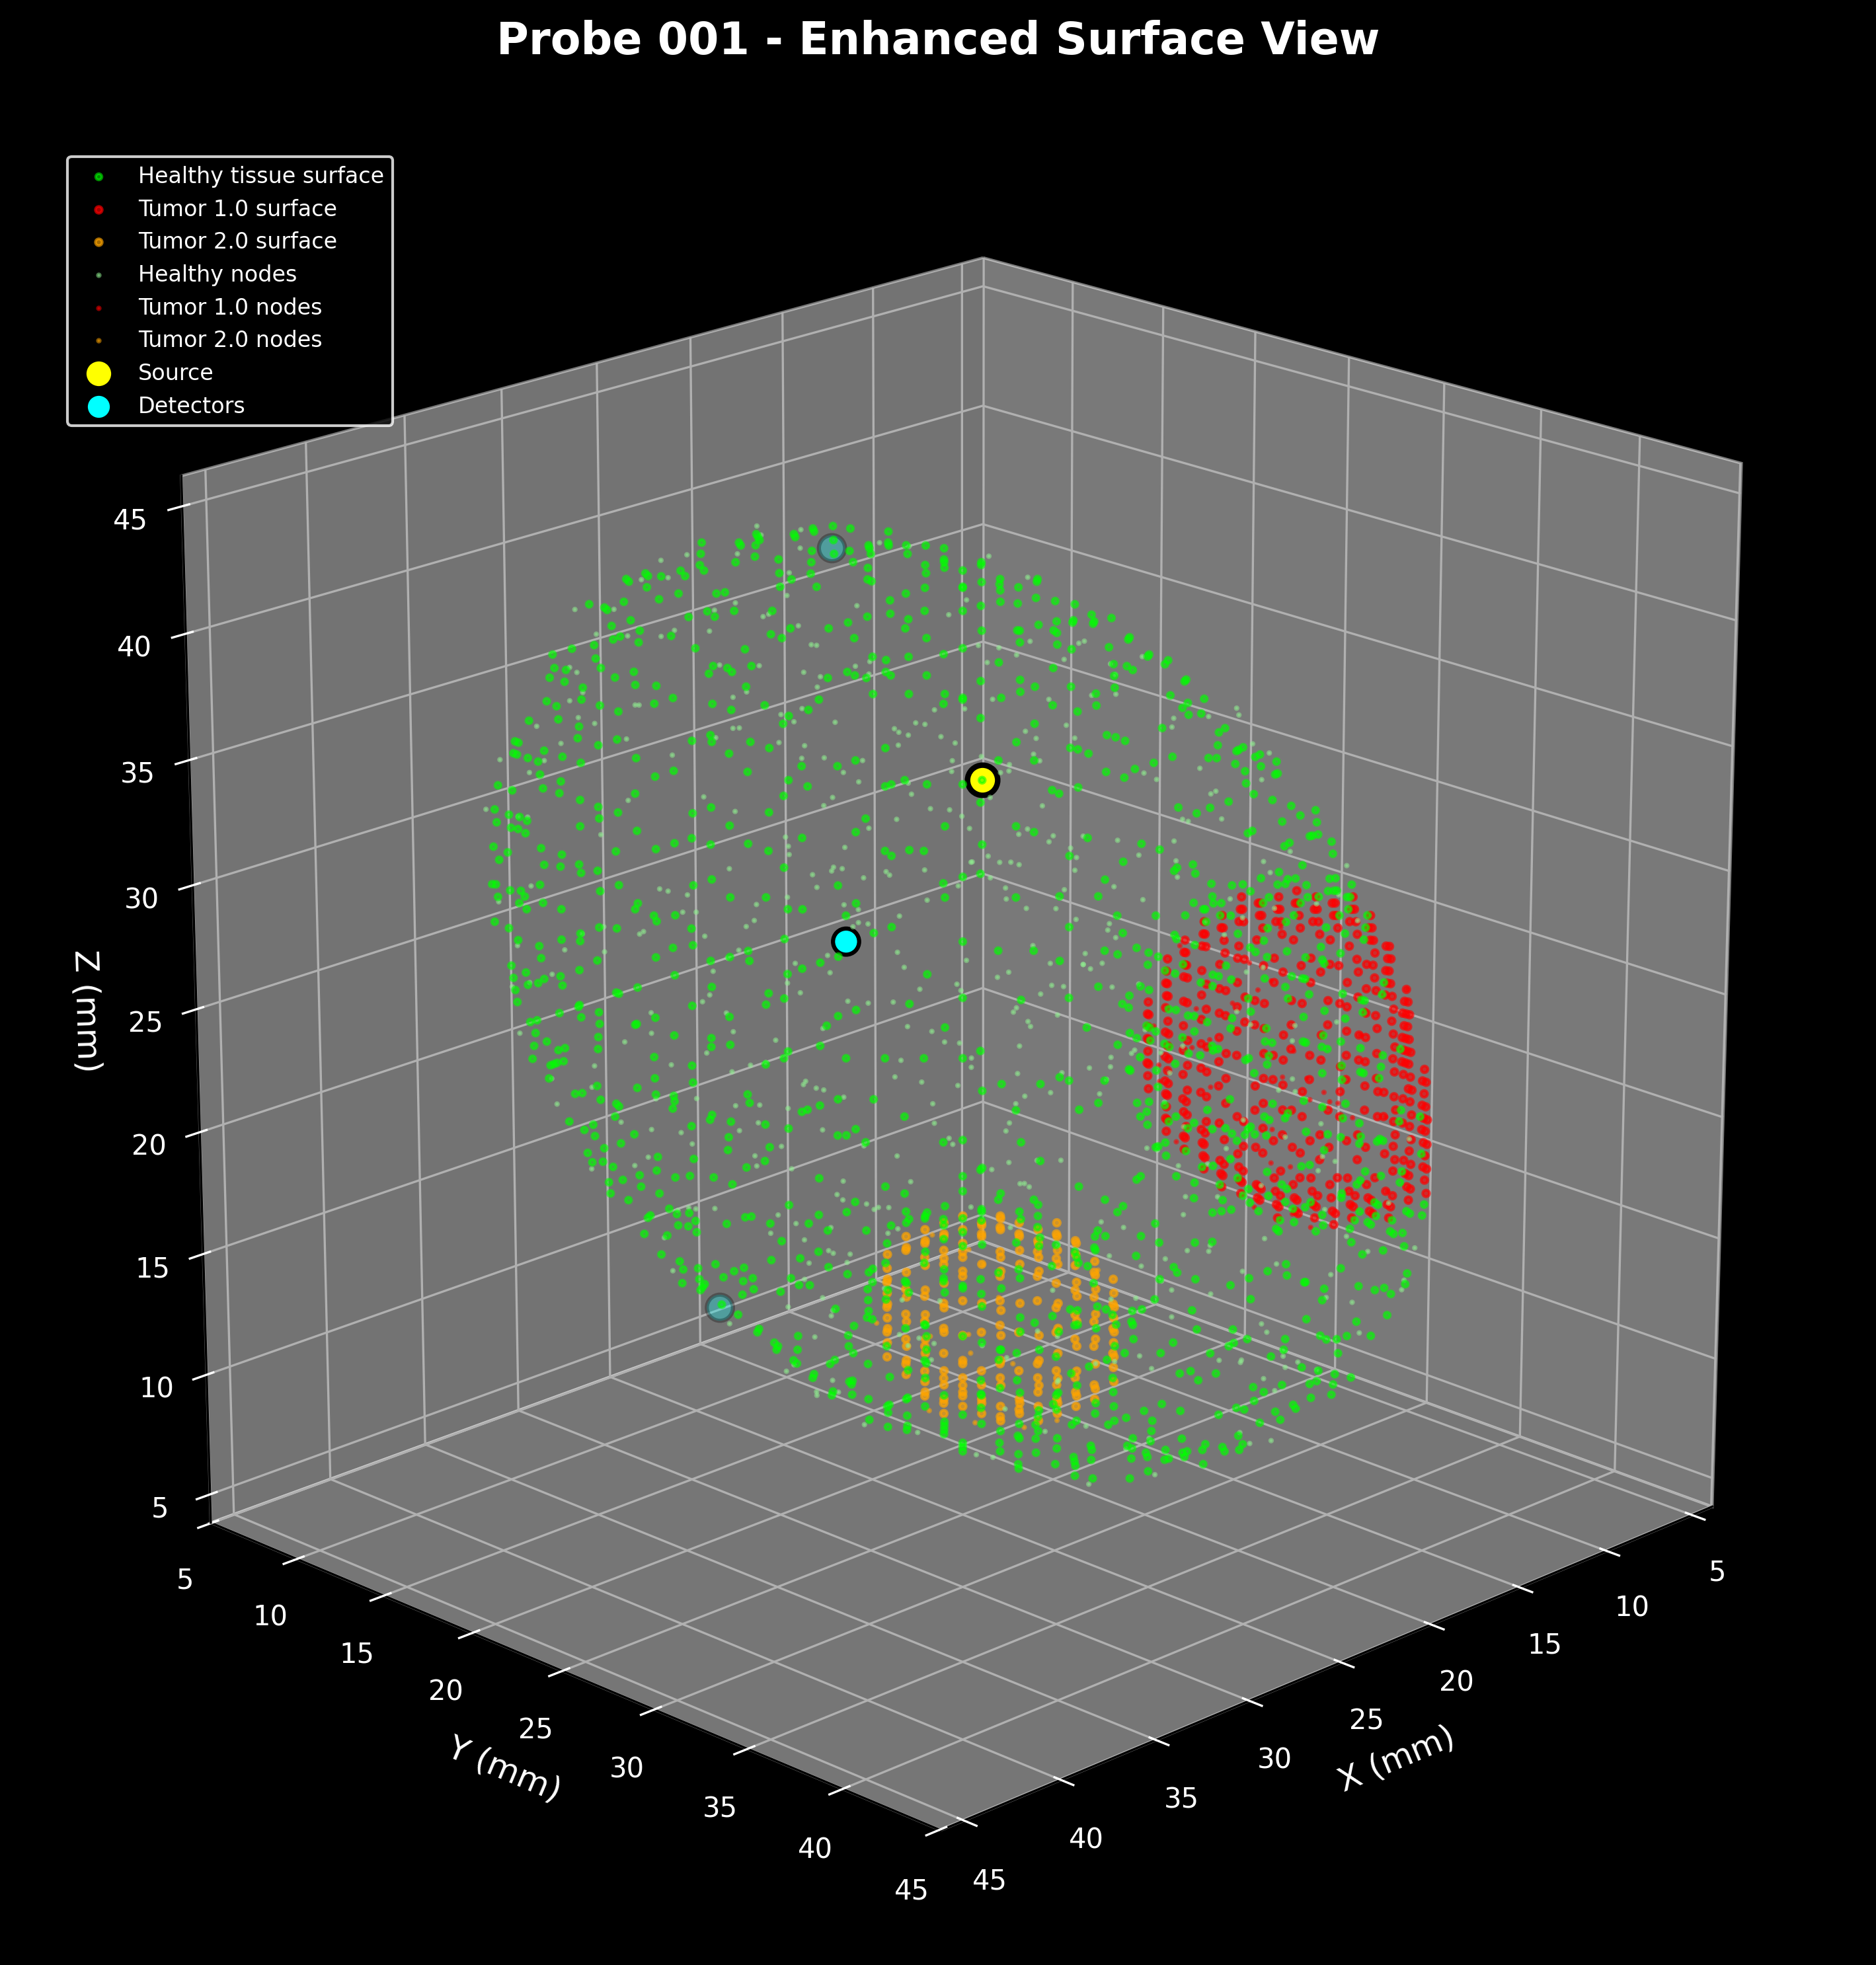 Probe 001 - Enhanced Surface View
Healthy tissue surface
Tumor 1.0 surface
Tumor 2.0 surface
Healthy nodes
Tumor 1.0 nodes
Tumor 2.0 nodes
Source
Detectors
45
40
35
30
25
20
15
10
5
Z (mm)
5
10
15
20
25
30
35
40
45
Y (mm)
5
10
15
20
25
30
35
40
45
X (mm)